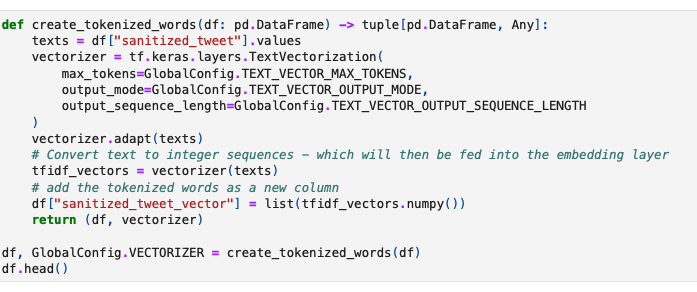 def create_tokenized_words(df: pd.DataFrame) -> tuple[pd.DataFrame, Any]:
    texts = df["sanitized_tweet"].values
    vectorizer = tf.keras.layers.TextVectorization(
        max_tokens=GlobalConfig.TEXT_VECTOR_MAX_TOKENS,
        output_mode=GlobalConfig.TEXT_VECTOR_OUTPUT_MODE,
        output_sequence_length=GlobalConfig.TEXT_VECTOR_OUTPUT_SEQUENCE_LENGTH
    )
    vectorizer.adapt(texts)
    # Convert text to integer sequences – which will then be fed into the embedding layer
    tfidf_vectors = vectorizer(texts)
    # add the tokenized words as a new column
    df["sanitized_tweet_vector"] = list(tfidf_vectors.numpy())
    return (df, vectorizer)

df, GlobalConfig.VECTORIZER = create_tokenized_words(df)
df.head()